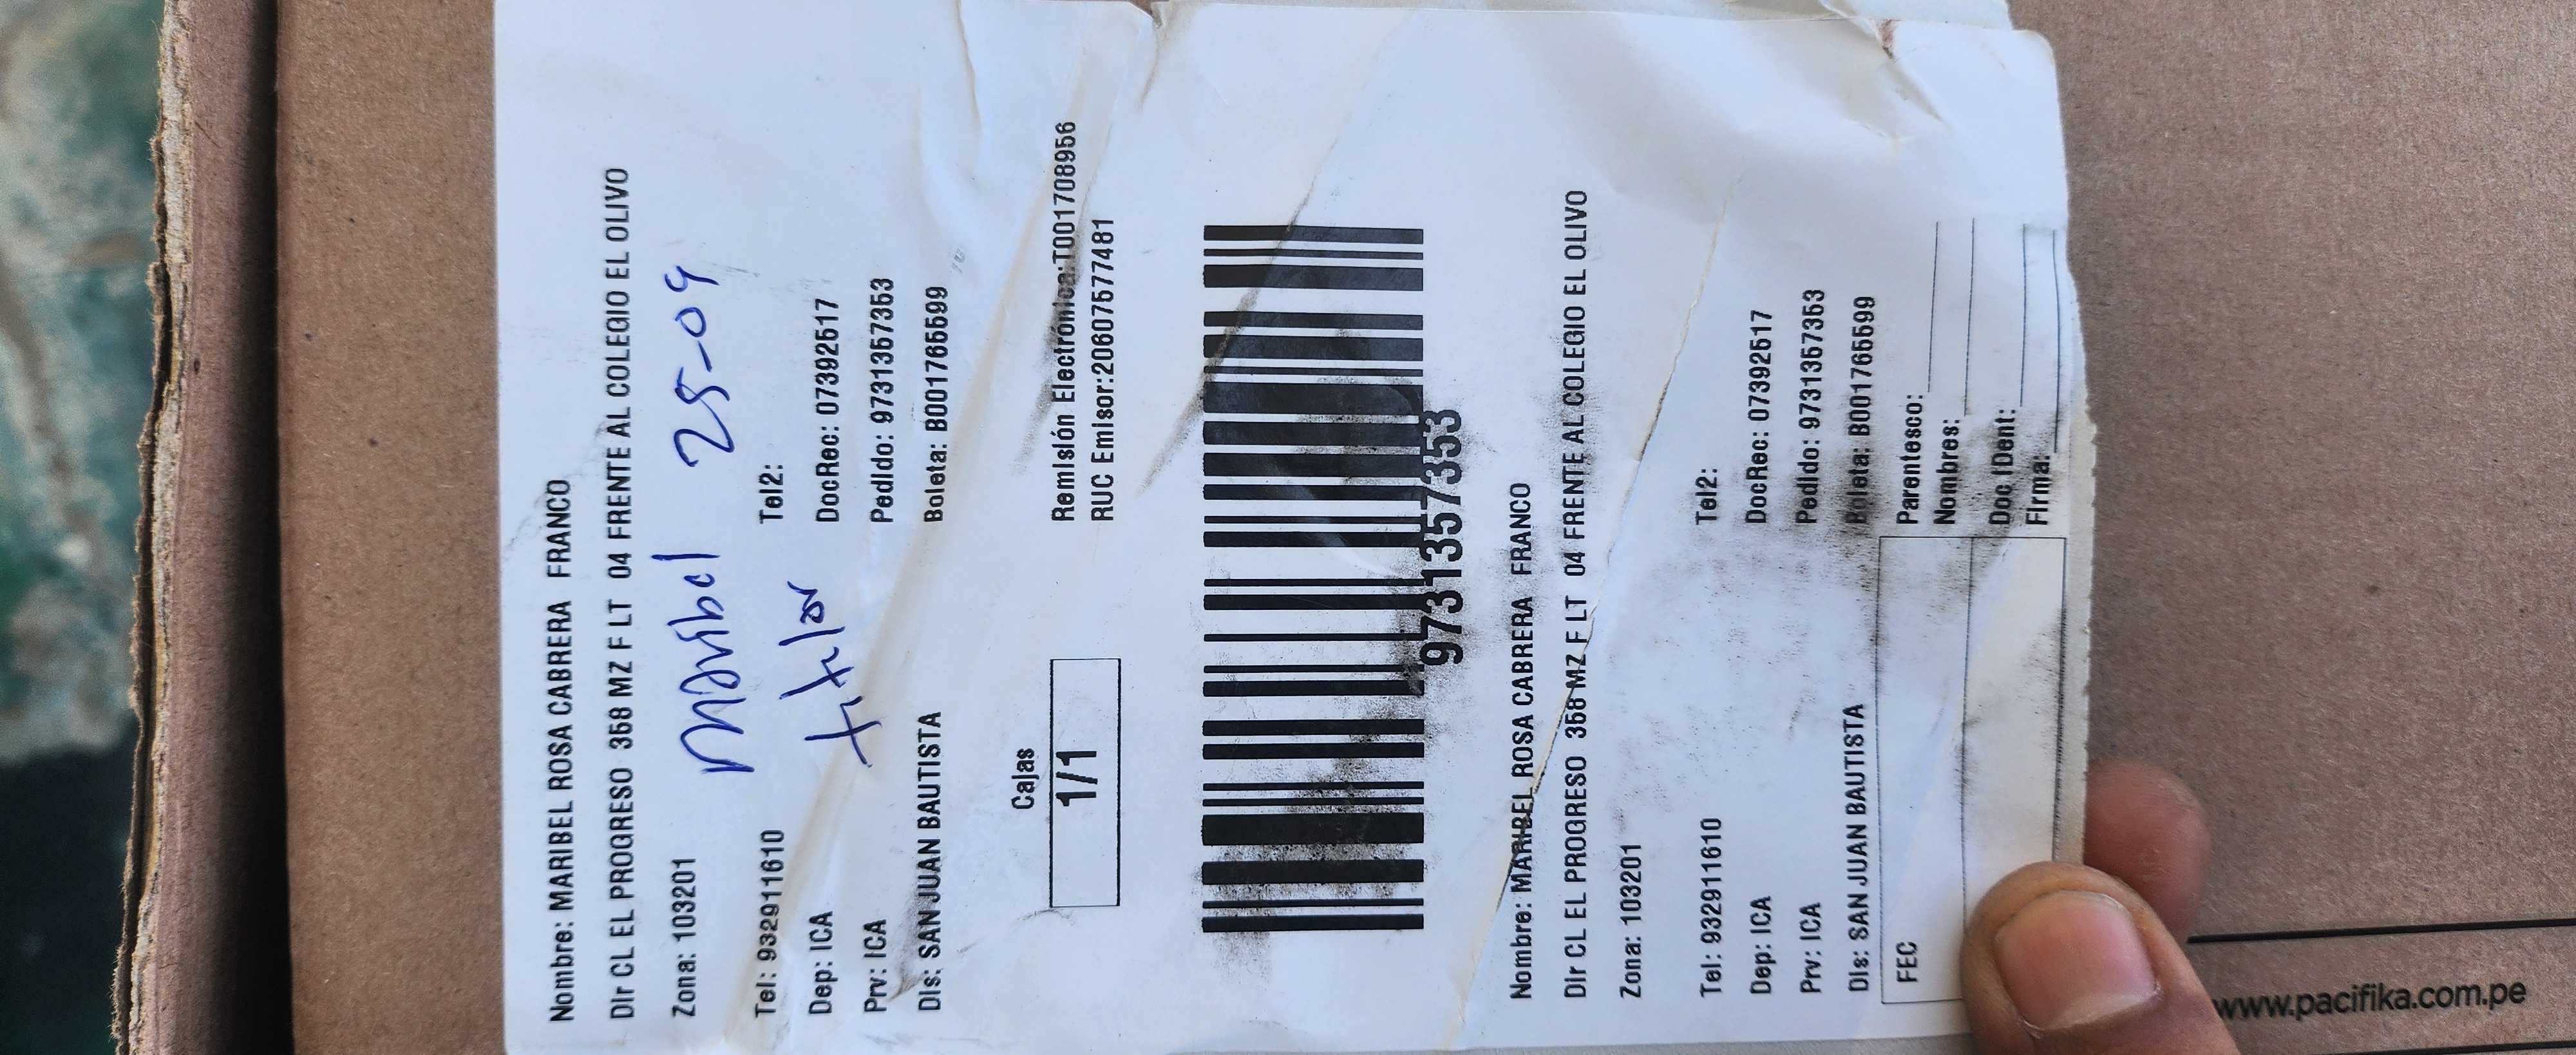 Nombre: MARIBEL ROSA CABRERA FRANCO
Dir CL EL PROGRESO 358 MZ F LT 04 FRENTE AL COLEGIO EL OLIVO
Zona: 103201
Maribel 25-09
titular
Tel: 932911610 Tel2:
Dep: ICA DocRec: 07392517
Prv: ICA Pedido: 9731357353
Dis: SAN JUAN BAUTISTA Boleta: B001765599
Cajas
1/1
Remisión Electrónica:T001708956
RUC Emisor:20607577481
9731357353
Nombre: MARIBEL ROSA CABRERA FRANCO
Dir CL EL PROGRESO 358 MZ F LT 04 FRENTE AL COLEGIO EL OLIVO
Zona: 103201
Tel: 932911610 Tel2:
Dep: ICA DocRec: 07392517
Prv: ICA Pedido: 9731357353
Dis: SAN JUAN BAUTISTA Boleta: B001765599
FEC
Parentesco:
Nombres:
Doc IDent:
Firma:
www.pacifika.com.pe